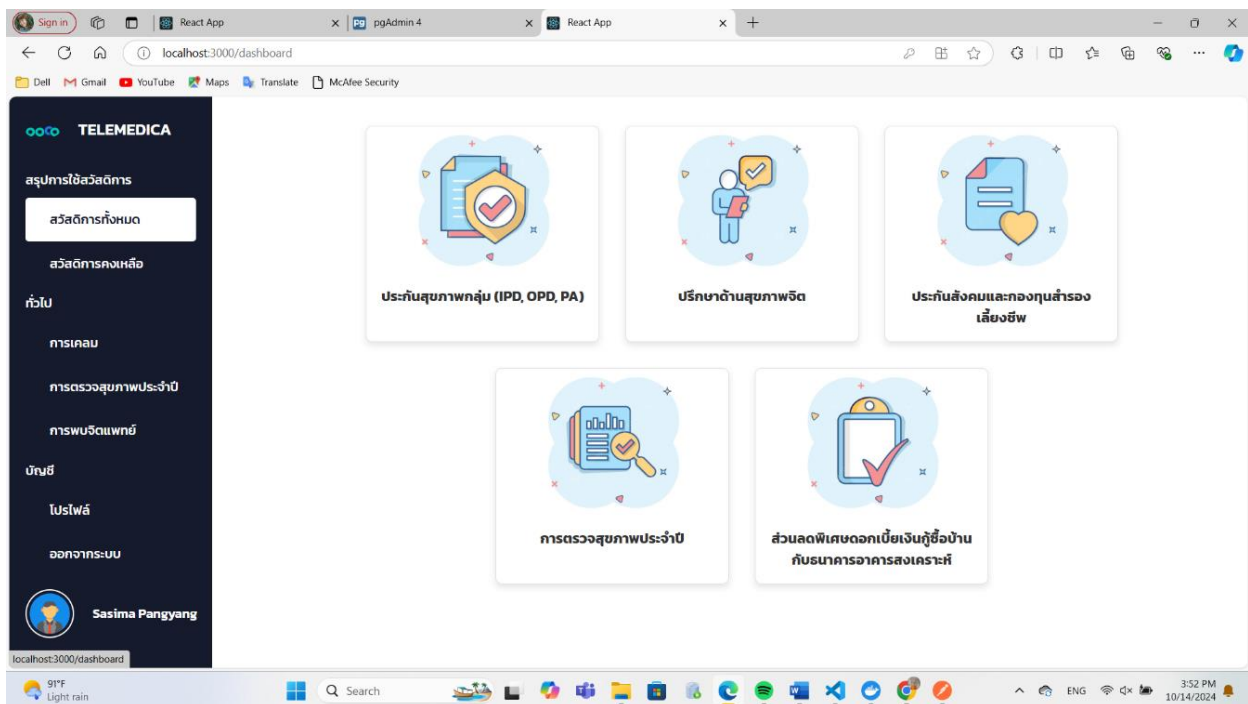 Sign in
React App
pgAdmin 4
React App
localhost:3000/dashboard
Dell
Gmail
YouTube
Maps
Translate
McAfee Security
TELEMEDICA
สรุปการใช้สวัสดิการ
สวัสดิการทั้งหมด
สวัสดิการคงเหลือ
ทั่วไป
การเคลม
การตรวจสุขภาพประจำปี
การพบจิตแพทย์
บัญชี
โปรไฟล์
ออกจากระบบ
Sasima Pangyang
localhost:3000/dashboard
ประกันสุขภาพกลุ่ม (IPD, OPD, PA)
ปรึกษาด้านสุขภาพจิต
ประกันสังคมและกองทุนสำรอง
เลี้ยงชีพ
การตรวจสุขภาพประจำปี
ส่วนลดพิเศษดอกเบี้ยเงินกู้ซื้อบ้าน
กับธนาคารอาคารสงเคราะห์
91°F
Light rain
Search
ENG
3:52 PM
10/14/2024